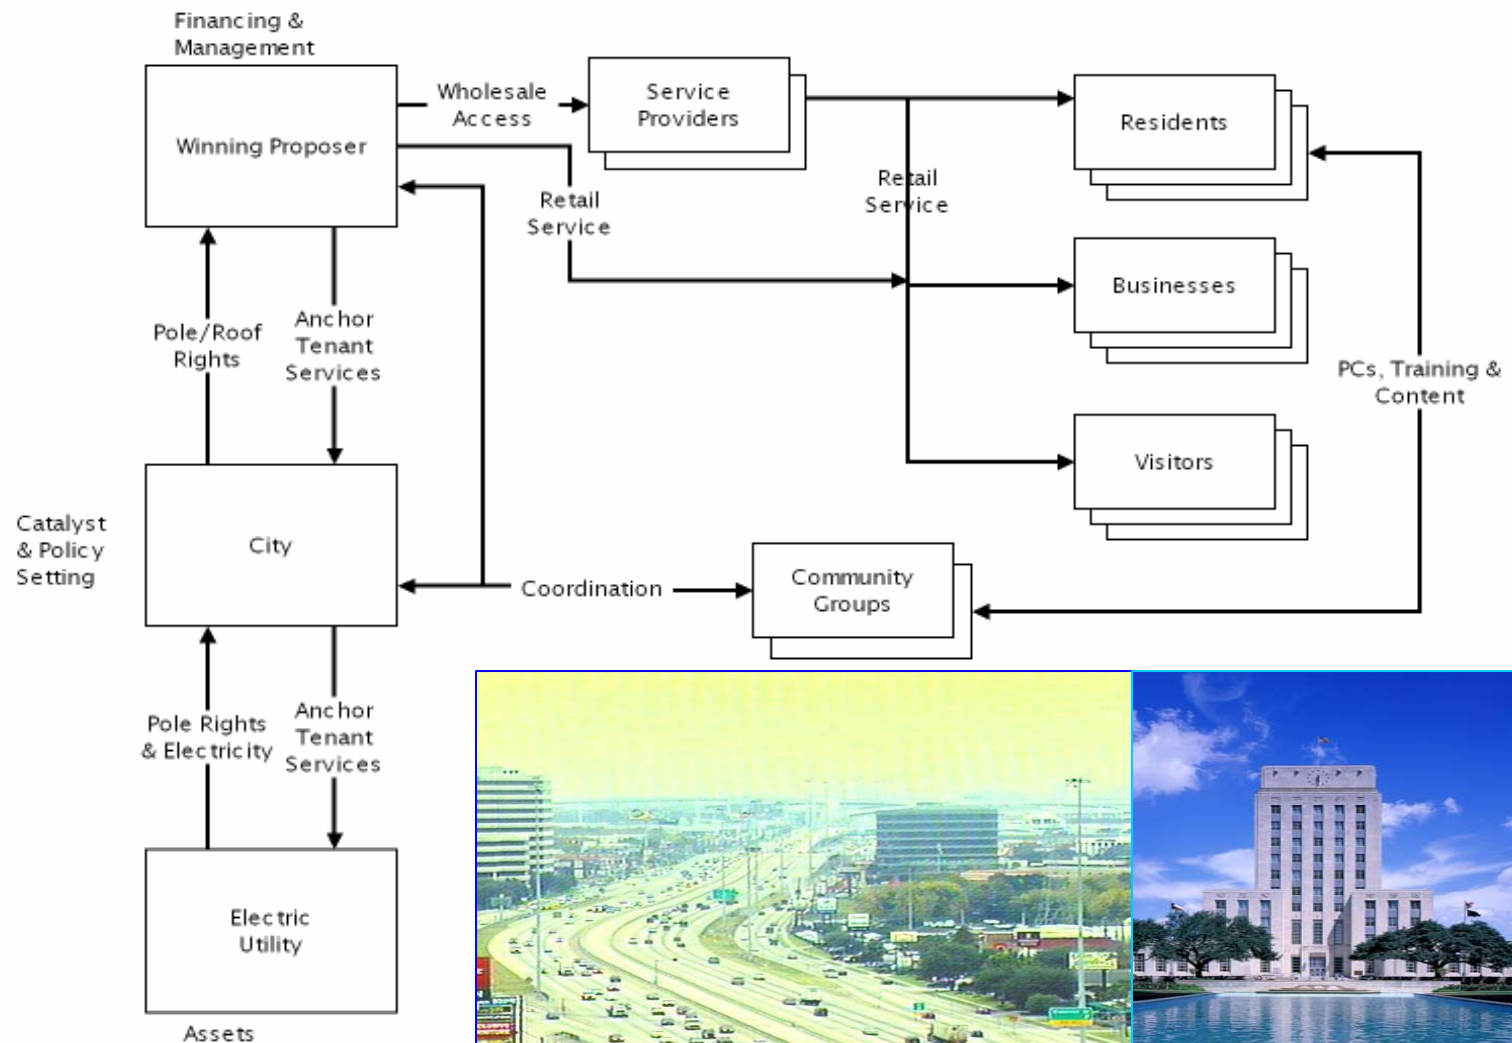 Financing &
Management
Winning Proposer
Wholesale
Access
Service
Providers
Residents
Retail
Service
Retail
Service
Businesses
Pole/Roof
Rights
Anchor
Tenant
Services
PCs, Training &
Content
Visitors
Catalyst
& Policy
Setting
City
Coordination
Community
Groups
Pole Rights
& Electricity
Anchor
Tenant
Services
Electric
Utility
Assets